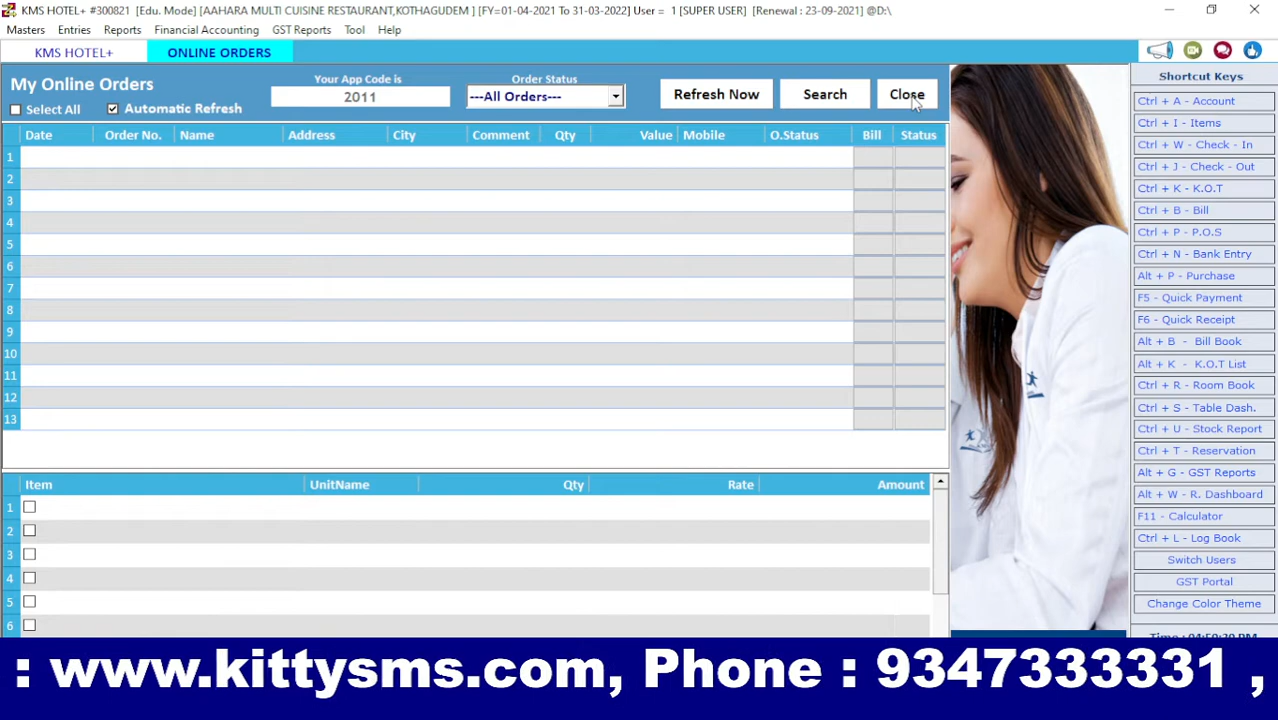 KMS HOTEL+ #300821 [Edu. Mode] [AAHARA MULTI CUISINE RESTAURANT,KOTHAGUDEM ] [FY=01-04-2021 To 31-03-2022] User = 1 [SUPER USER] [Renewal : 23-09-2021] @D:\
Masters Entries Reports Financial Accounting GST Reports Tool Help
KMS HOTEL+ ONLINE ORDERS
My Online Orders
Your App Code is
Order Status
2011
---All Orders---
Refresh Now Search Close
Select All Automatic Refresh
Date Order No. Name Address City Comment Qty Value Mobile O.Status Bill Status
1
2
3
4
5
6
7
8
9
10
11
12
13
Item UnitName Qty Rate Amount
1
2
3
4
5
6
Shortcut Keys
Ctrl + A - Account
Ctrl + I - Items
Ctrl + W - Check - In
Ctrl + J - Check - Out
Ctrl + K - K.O.T
Ctrl + B - Bill
Ctrl + P - P.O.S
Ctrl + N - Bank Entry
Alt + P - Purchase
F5 - Quick Payment
F6 - Quick Receipt
Alt + B - Bill Book
Alt + K - K.O.T List
Ctrl + R - Room Book
Ctrl + S - Table Dash.
Ctrl + U - Stock Report
Ctrl + T - Reservation
Alt + G - GST Reports
Alt + W - R. Dashboard
F11 - Calculator
Ctrl + L - Log Book
Switch Users
GST Portal
Change Color Theme
: www.kittysms.com, Phone : 9347333331 ,